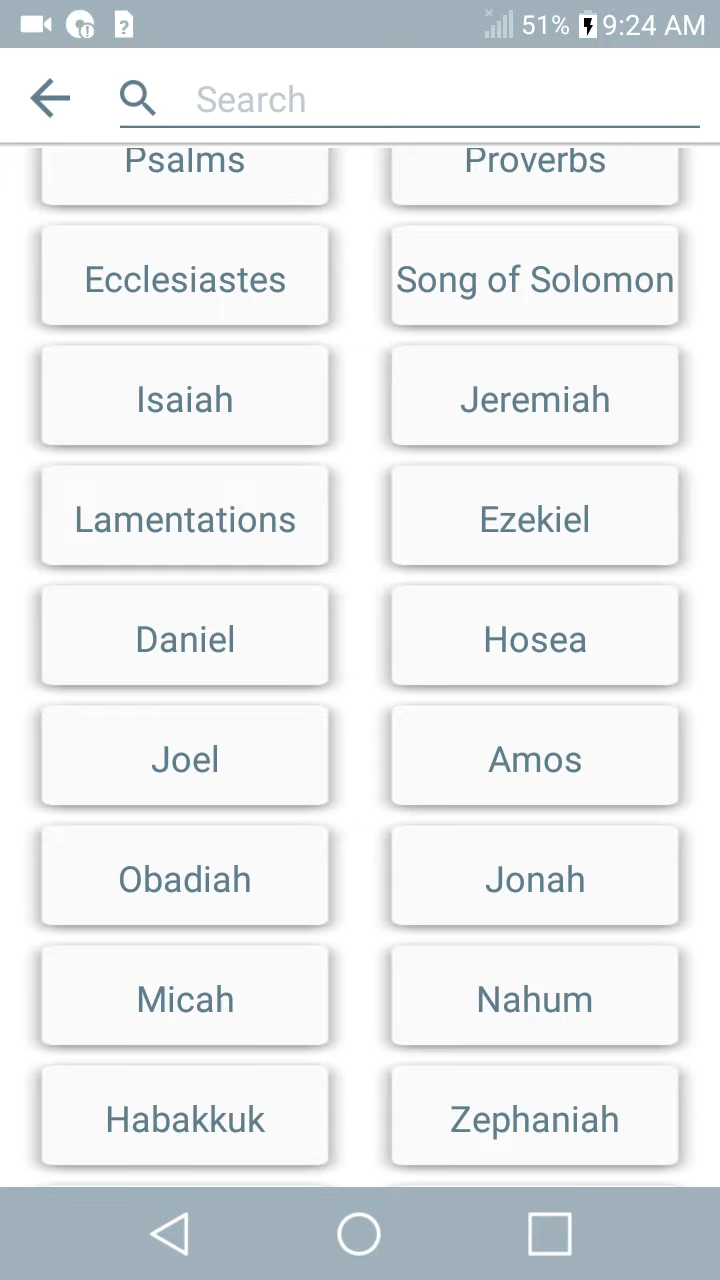 51% 9:24 AM
Search
Psalms Proverbs
Ecclesiastes Song of Solomon
Isaiah Jeremiah
Lamentations Ezekiel
Daniel Hosea
Joel Amos
Obadiah Jonah
Micah Nahum
Habakkuk Zephaniah